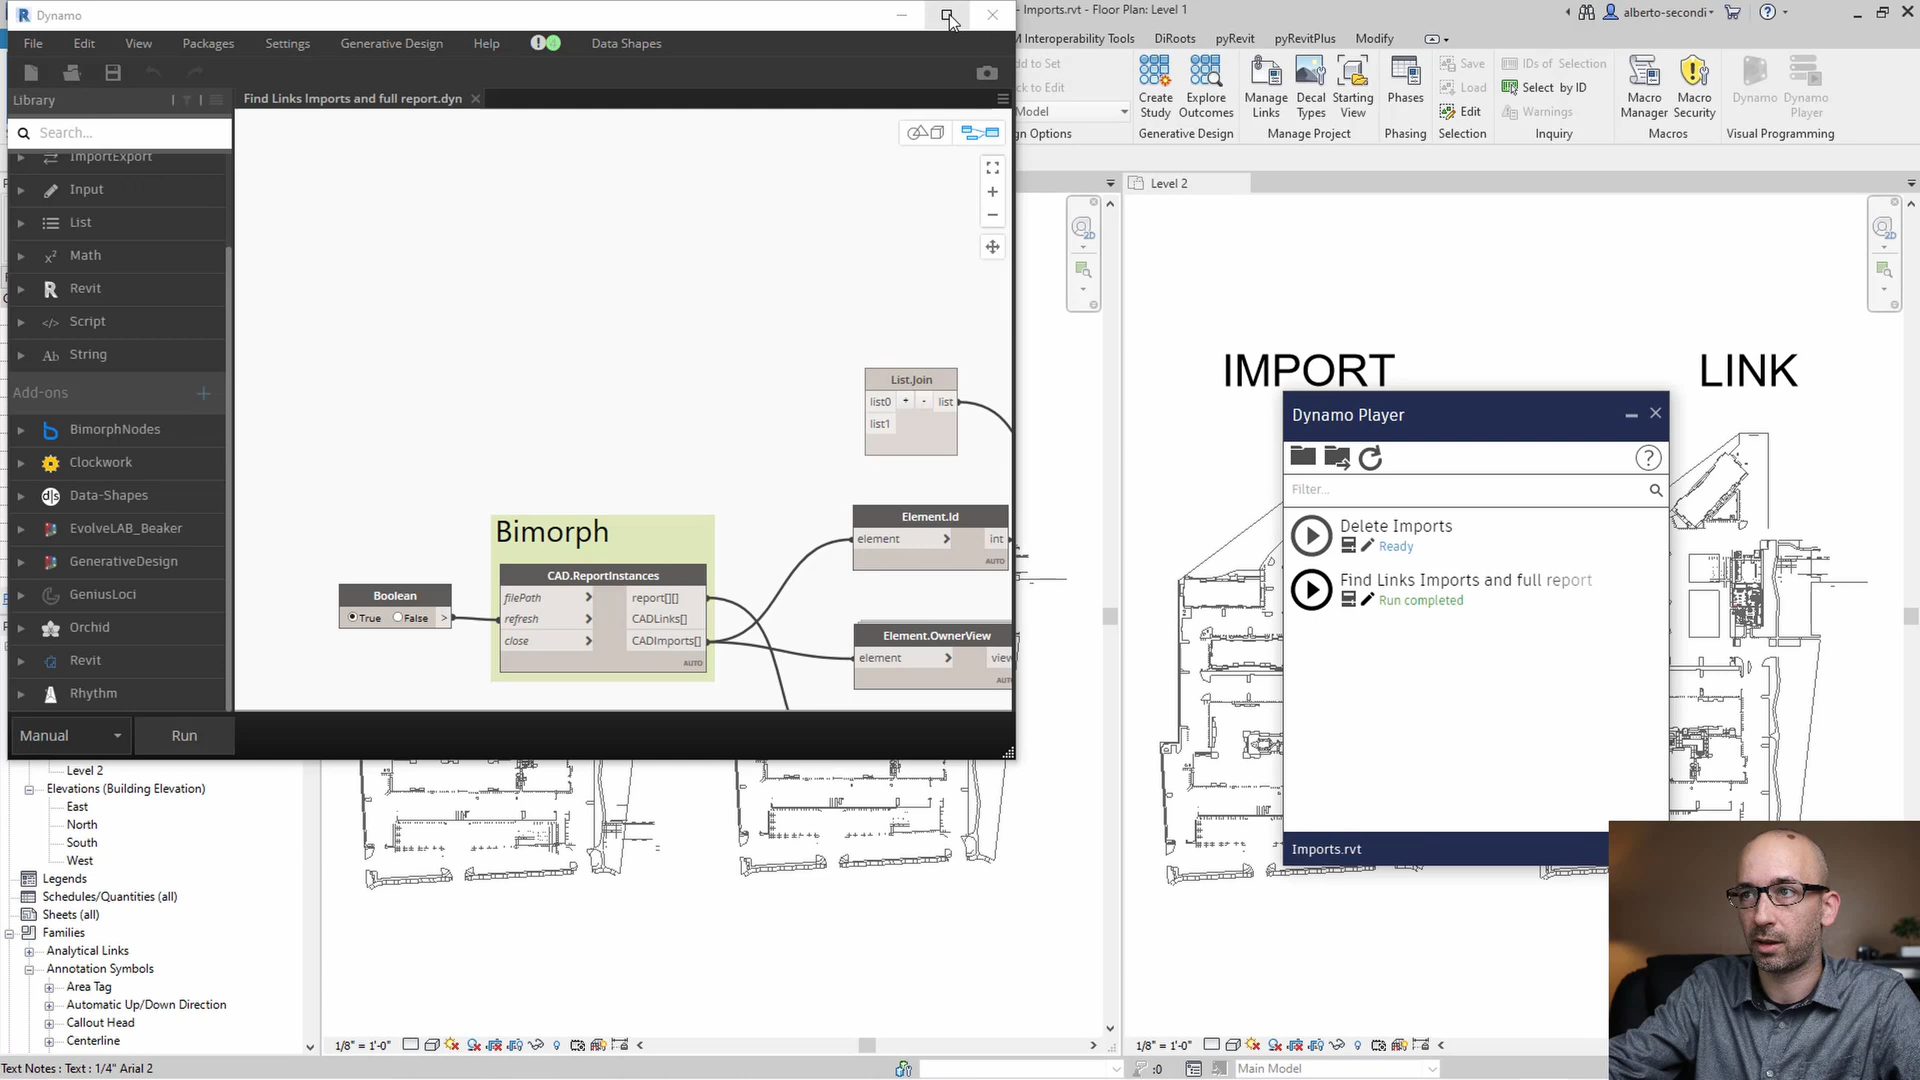 Dynamo
- Imports.rvt - Floor Plan: Level 1
alberto-secondi
File Edit View Packages Settings Generative Design Help Data Shapes
M Interoperability Tools DiRoots pyRevit pyRevitPlus Modify
Library
Find Links Imports and full report.dyn
Search...
ImportExport
Input
List
Math
Revit
Script
String
Add-ons
BimorphNodes
Clockwork
Data-Shapes
EvolveLAB_Beaker
GenerativeDesign
GeniusLoci
Orchid
Revit
Rhythm
Manual Run
dd to Set
Model
Create Study
Explore Outcomes
Generative Design
Manage Links
Decal Types
Starting View
Manage Project
Phases
Phasing
Save
Load
Edit
Selection
IDs of Selection
Select by ID
Warnings
Inquiry
Macro Manager
Macro Security
Macros
Dynamo
Dynamo Player
Visual Programming
Level 2
List.Join
list0 + - list
list1
Bimorph
Boolean
True False >
CAD.ReportInstances
filePath > report[][]
refresh > CADLinks[]
close > CADImports[]
AUTO
Element.Id
element > int
AUTO
Element.OwnerView
element >
IMPORT LINK
Dynamo Player
Filter...
Delete Imports
Ready
Find Links Imports and full report
Run completed
Imports.rvt
Level 2
Elevations (Building Elevation)
East
North
South
West
Legends
Schedules/Quantities (all)
Sheets (all)
Families
Analytical Links
Annotation Symbols
Area Tag
Automatic Up/Down Direction
Callout Head
Centerline
1/8" = 1'-0"
1/8" = 1'-0"
Text Notes : Text : 1/4" Arial 2
:0
Main Model